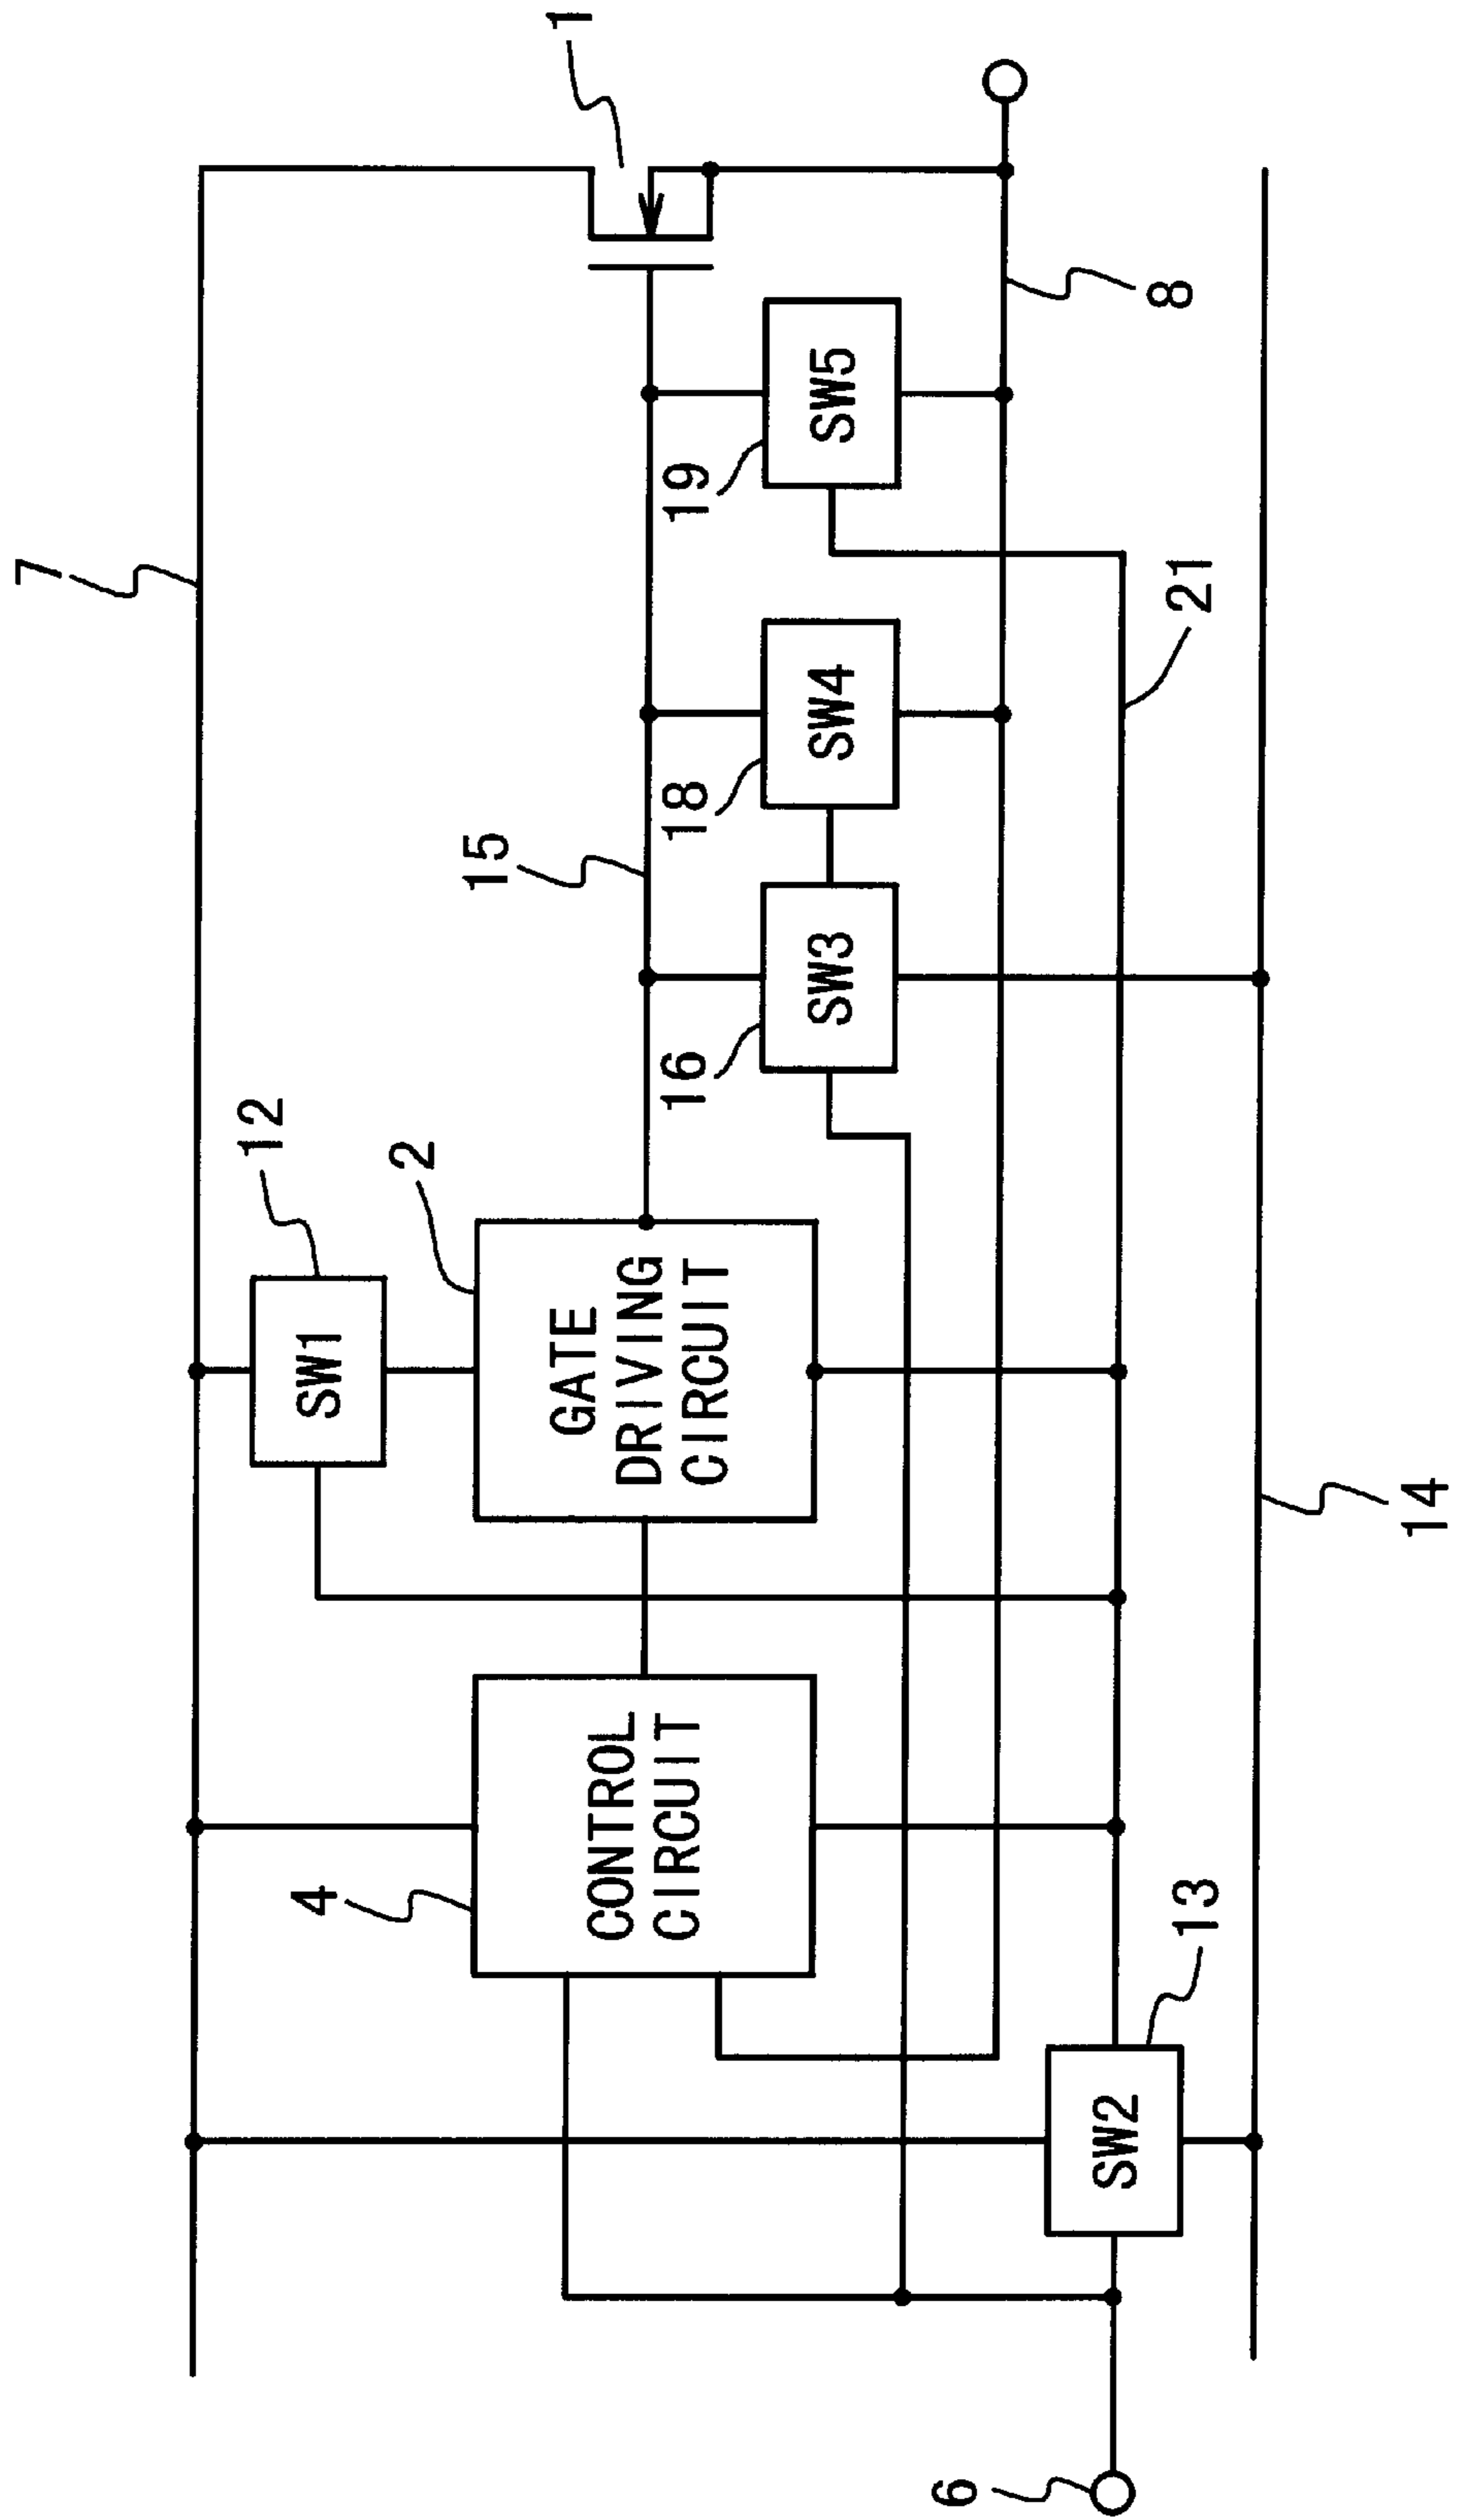 7
1
12
2
15
SW1
GATE
DRIVING
CIRCUIT
4
CONTROL
CIRCUIT
16
SW3
18
SW4
19
SW5
8
21
13
SW2
6
14